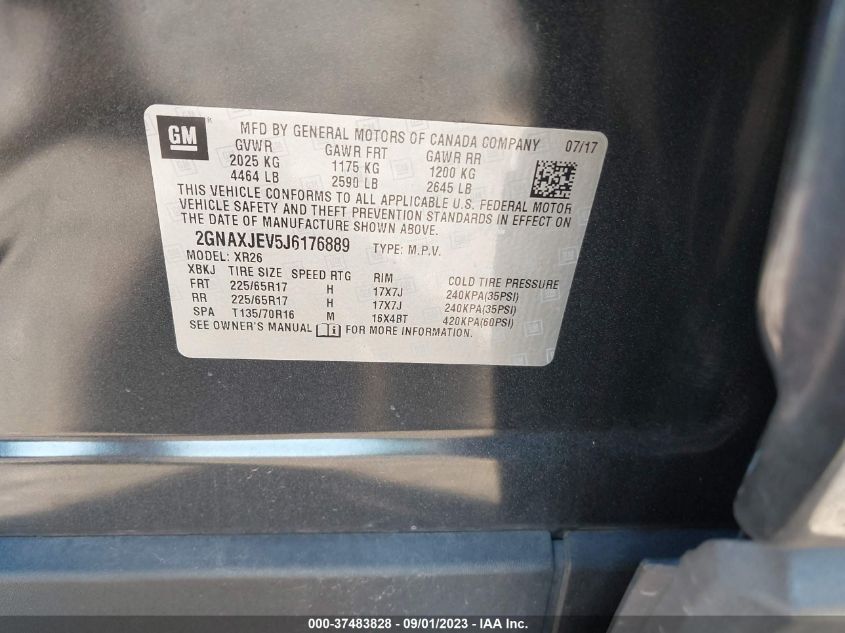 GM
MFD BY GENERAL MOTORS OF CANADA COMPANY 07/17
GVWR GAWR FRT GAWR RR
2025 KG 1175 KG 1200 KG
4464 LB 2590 LB 2645 LB
THIS VEHICLE CONFORMS TO ALL APPLICABLE U.S. FEDERAL MOTOR
VEHICLE SAFETY AND THEFT PREVENTION STANDARDS IN EFFECT ON
THE DATE OF MANUFACTURE SHOWN ABOVE.
2GNAXJEV5J6176889 TYPE: M.P.V.
MODEL: XR26
XBKJ TIRE SIZE SPEED RTG RIM COLD TIRE PRESSURE
FRT 225/65R17 H 17X7J 240KPA(35PSI)
RR 225/65R17 H 17X7J 240KPA(35PSI)
SPA T135/70R16 M 16X4BT 420KPA(60PSI)
SEE OWNER'S MANUAL FOR MORE INFORMATION.
000-37483828 - 09/01/2023 - IAAI.com